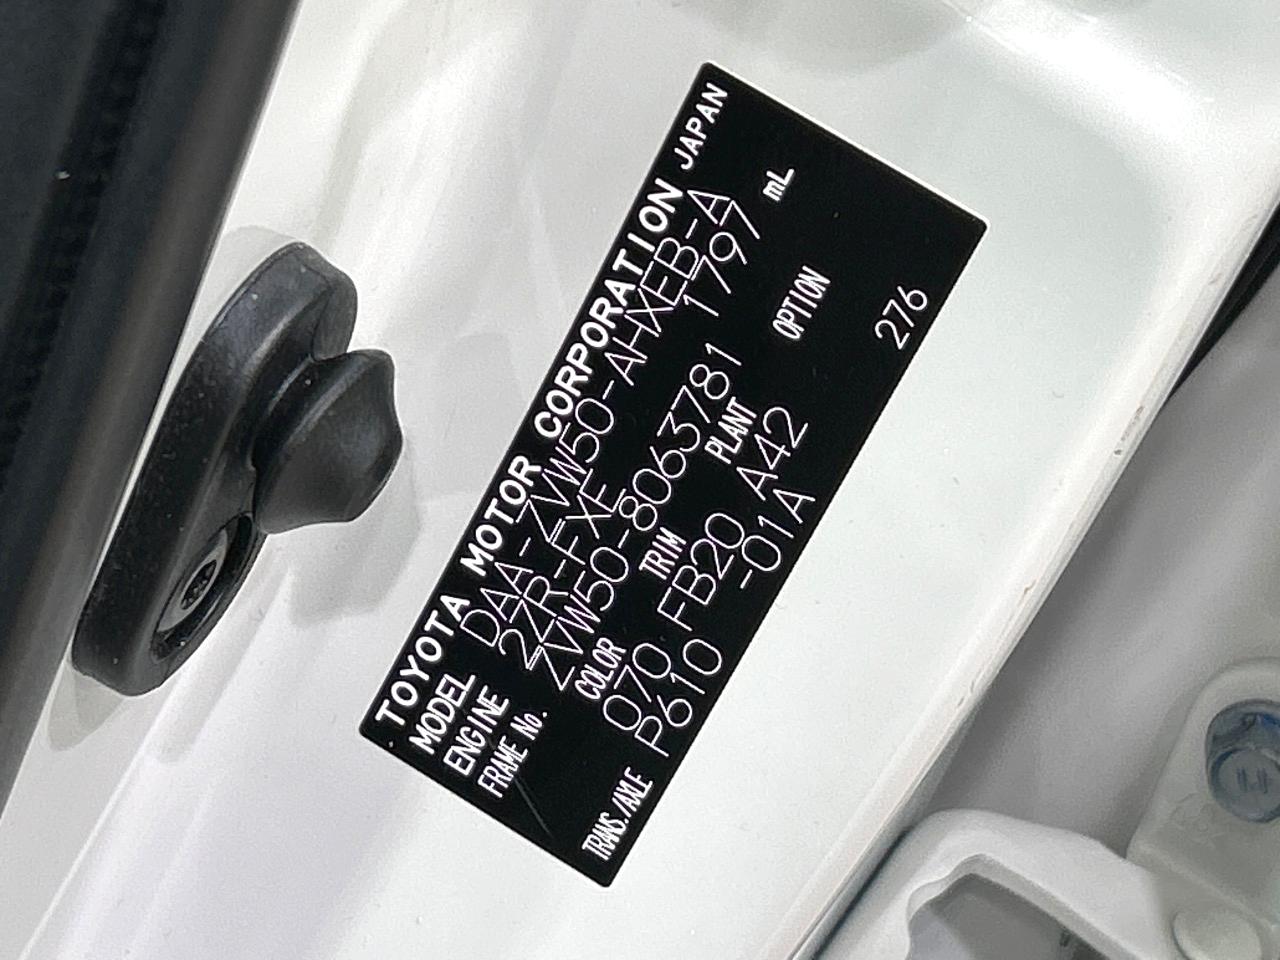 TOYOTA MOTOR CORPORATION JAPAN
MODEL DAA-ZVW50-AHXEB-A
ENGINE 2ZR-FXE 1797 mL
FRAME No. ZVW50-8063781
COLOR TRIM PLANT OPTION
070 FB20 A42
TRANS./AXLE P610 -01A 276